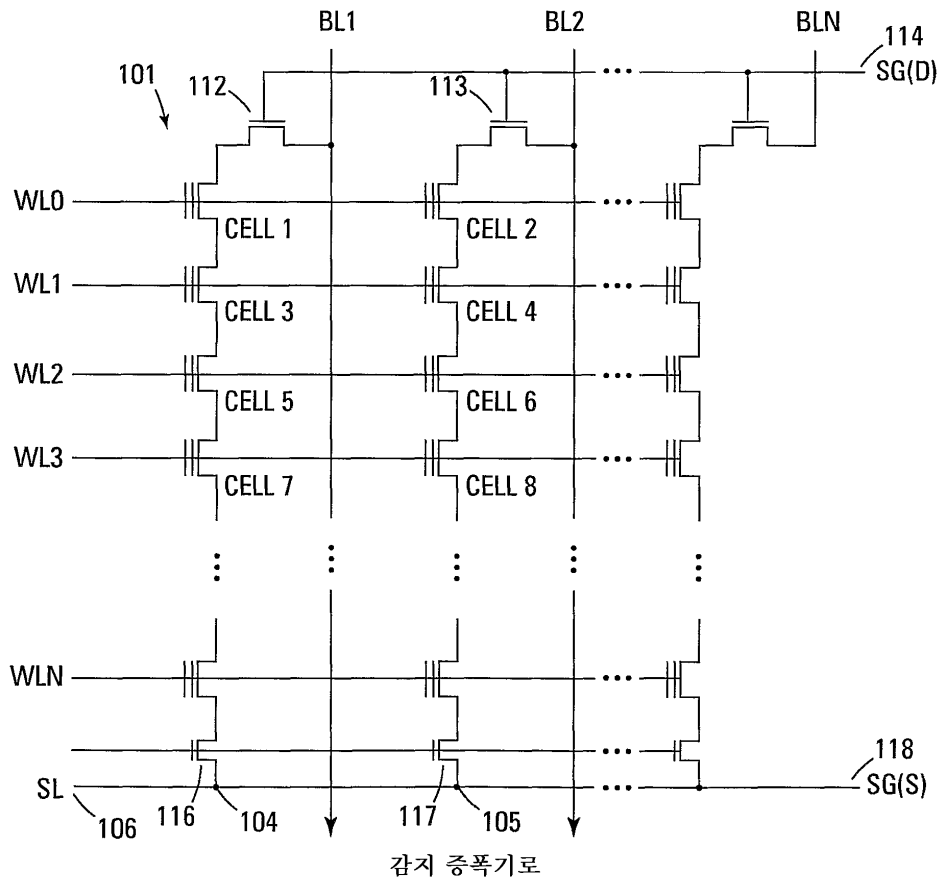 BL1 BL2 BLN
114
SG(D)
112 113
101
WL0
CELL 1 CELL 2
WL1
CELL 3 CELL 4
WL2
CELL 5 CELL 6
WL3
CELL 7 CELL 8
WLN
118
SL SG(S)
106 116 104 117 105
감지 증폭기로